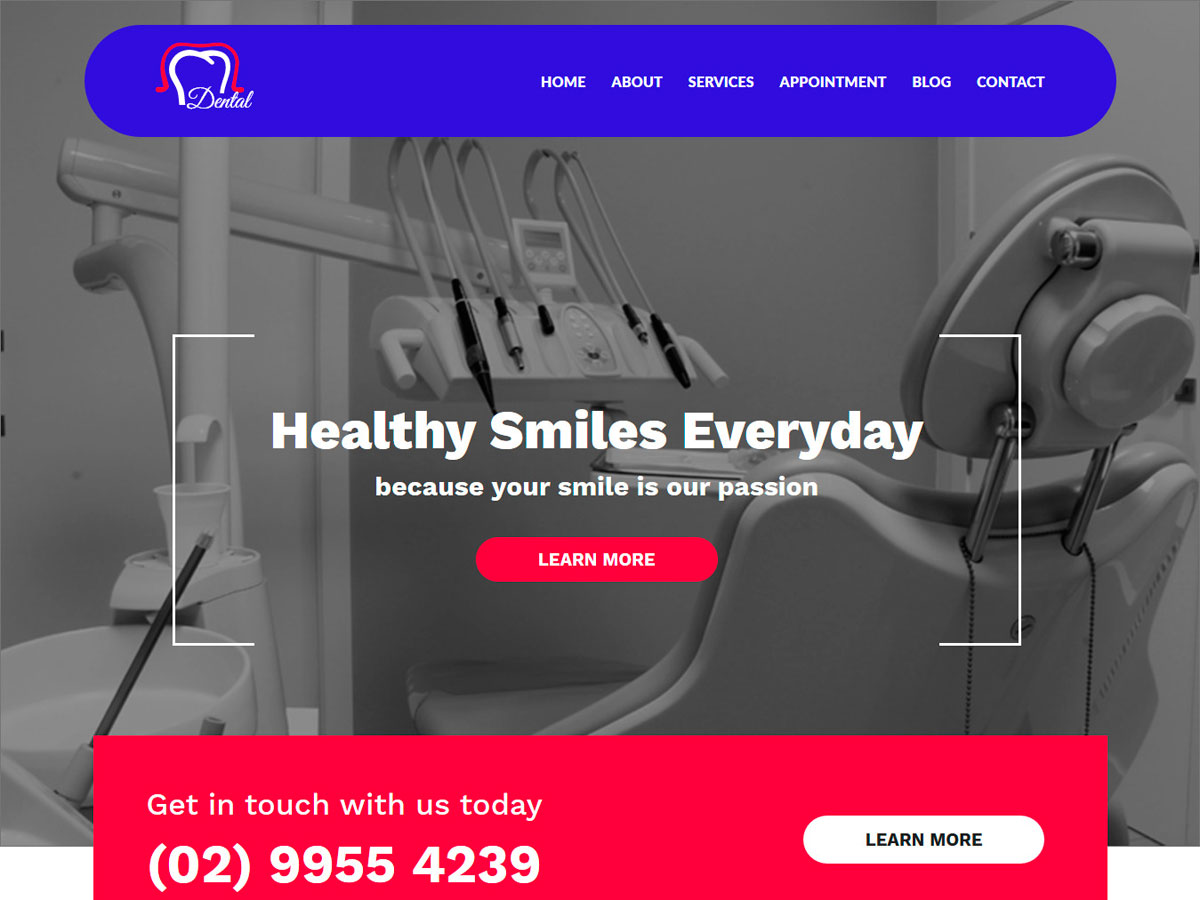 Dental
HOME ABOUT SERVICES APPOINTMENT BLOG CONTACT
Healthy Smiles Everyday
because your smile is our passion
LEARN MORE
Get in touch with us today
(02) 9955 4239
LEARN MORE